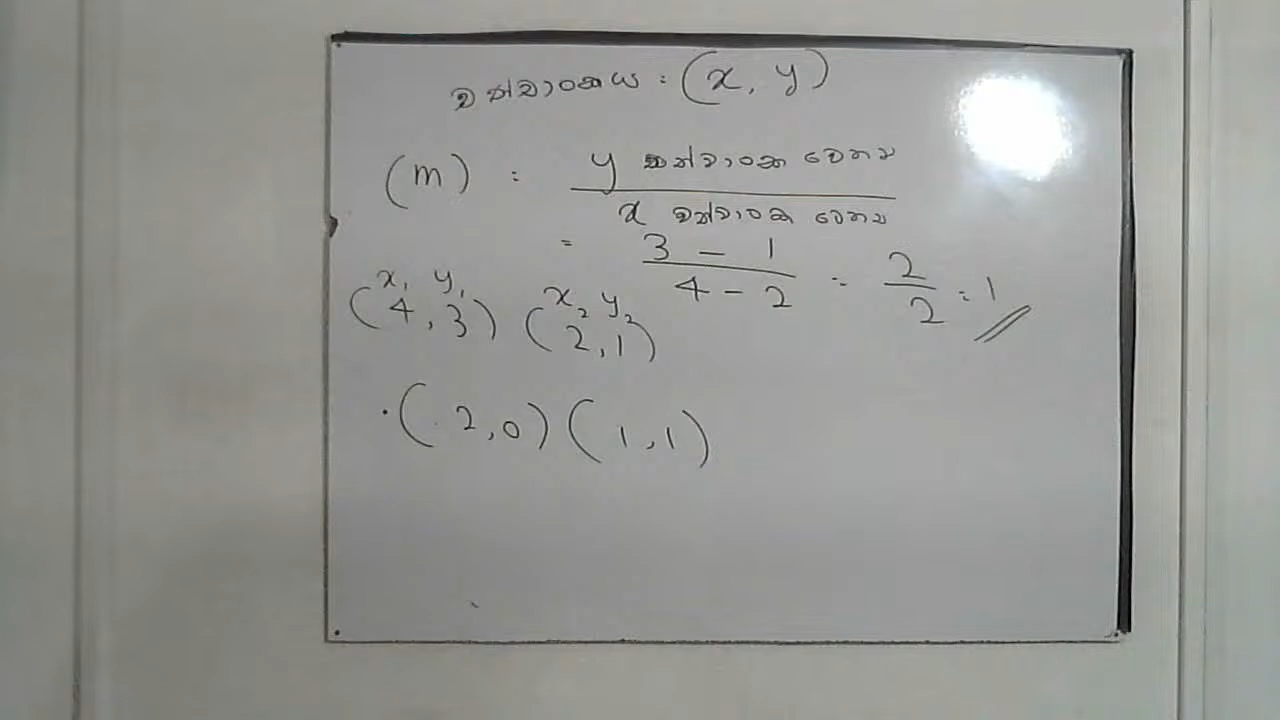 ඛණ්ඩාංකය : (x, y)
(m) : y ඛණ්ඩාංක වෙනස
x ඛණ්ඩාංක වෙනස
= 3 - 1 / 4 - 2 = 2 / 2 = 1
x₁ y₁ x₂ y₂
(4, 3) (2, 1)
· (2, 0) (1, 1)